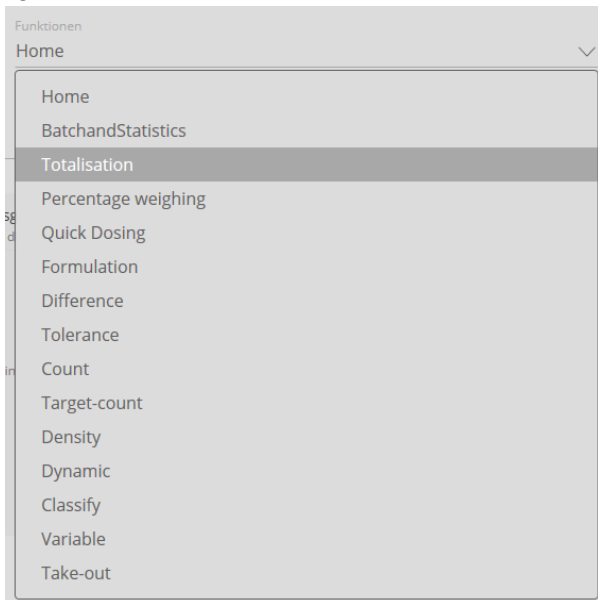 Funktionen
Home
Home
BatchandStatistics
Totalisation
Percentage weighing
Quick Dosing
Formulation
Difference
Tolerance
Count
Target-count
Density
Dynamic
Classify
Variable
Take-out